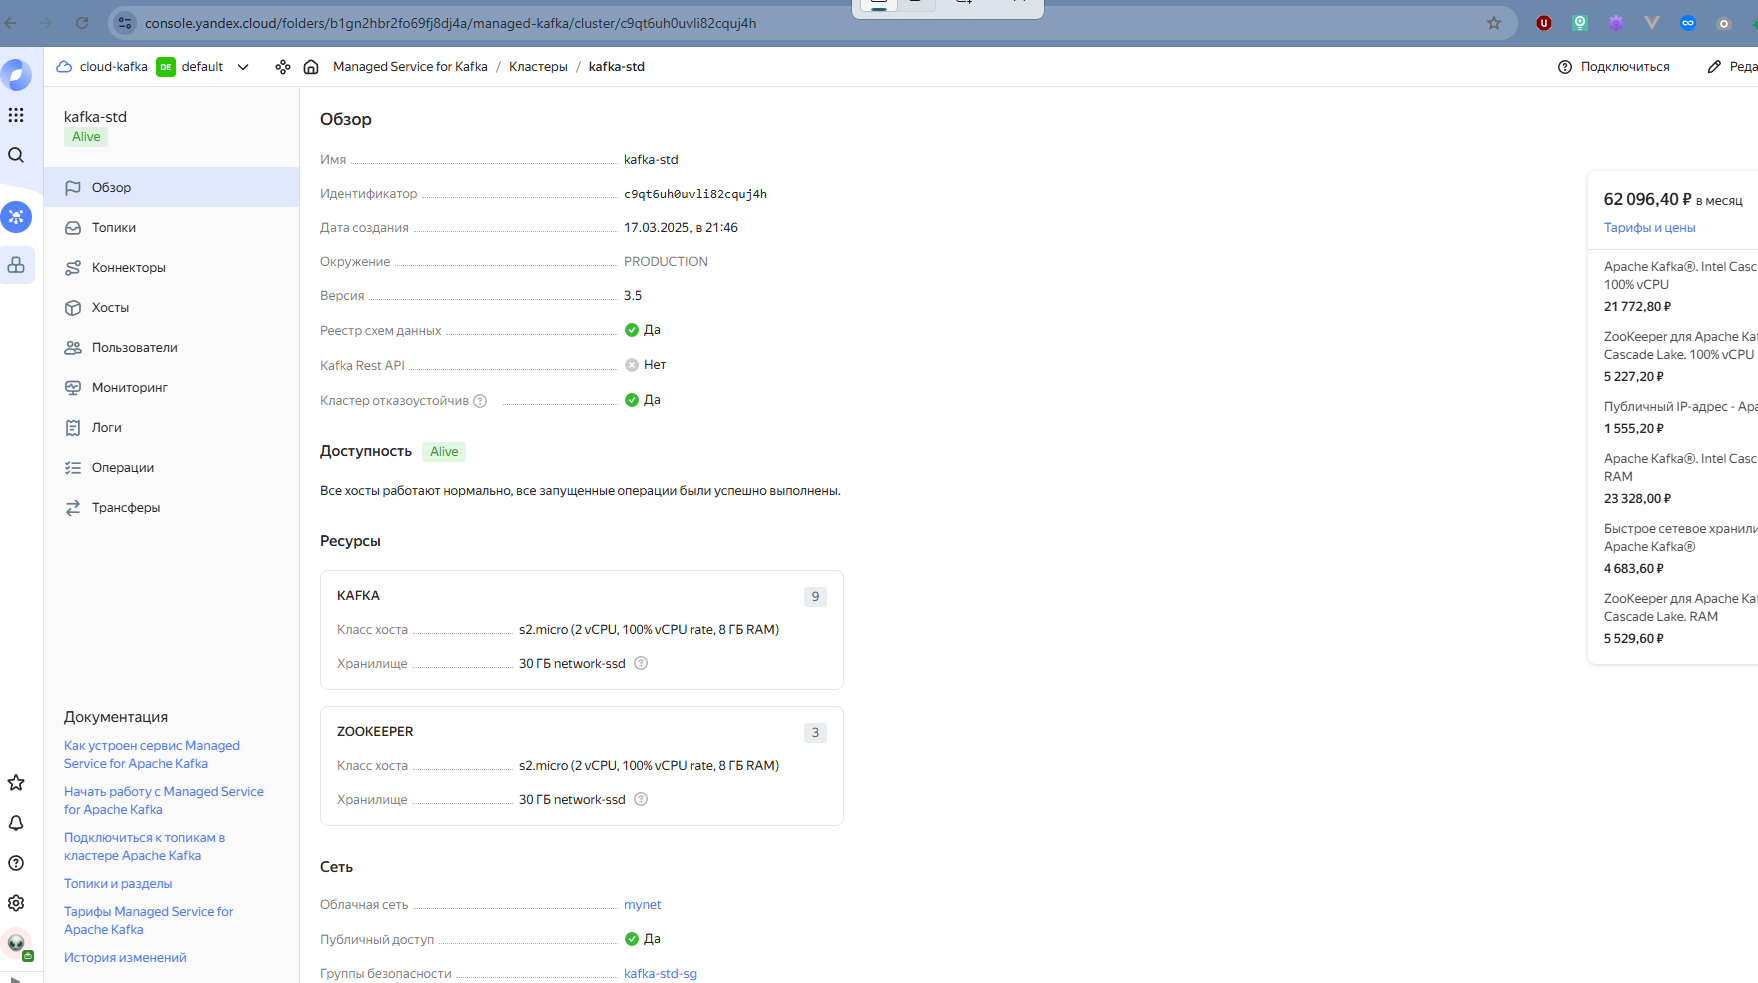 console.yandex.cloud/folders/b1gn2hbr2fo69fj8dj4a/managed-kafka/cluster/c9qt6uh0uvli82cquj4h
cloud-kafka DE default Managed Service for Kafka / Кластеры / kafka-std Подключиться Реда
kafka-std
Alive
Обзор
Топики
Коннекторы
Хосты
Пользователи
Мониторинг
Логи
Операции
Трансферы
Документация
Как устроен сервис Managed
Service for Apache Kafka
Начать работу с Managed Service
for Apache Kafka
Подключиться к топикам в
кластере Apache Kafka
Топики и разделы
Тарифы Managed Service for
Apache Kafka
История изменений
Обзор
Имя kafka-std
Идентификатор c9qt6uh0uvli82cquj4h
Дата создания 17.03.2025, в 21:46
Окружение PRODUCTION
Версия 3.5
Реестр схем данных Да
Kafka Rest API Нет
Кластер отказоустойчив Да
Доступность Alive
Все хосты работают нормально, все запущенные операции были успешно выполнены.
Ресурсы
KAFKA 9
Класс хоста s2.micro (2 vCPU, 100% vCPU rate, 8 ГБ RAM)
Хранилище 30 ГБ network-ssd
ZOOKEEPER 3
Класс хоста s2.micro (2 vCPU, 100% vCPU rate, 8 ГБ RAM)
Хранилище 30 ГБ network-ssd
Сеть
Облачная сеть mynet
Публичный доступ Да
Группы безопасности kafka-std-sg
62 096,40 ₽ в месяц
Тарифы и цены
Apache Kafka®. Intel Casc
100% vCPU
21 772,80 ₽
ZooKeeper для Apache Kaf
Cascade Lake. 100% vCPU
5 227,20 ₽
Публичный IP-адрес - Apa
1 555,20 ₽
Apache Kafka®. Intel Casc
RAM
23 328,00 ₽
Быстрое сетевое хранили
Apache Kafka®
4 683,60 ₽
ZooKeeper для Apache Kaf
Cascade Lake. RAM
5 529,60 ₽